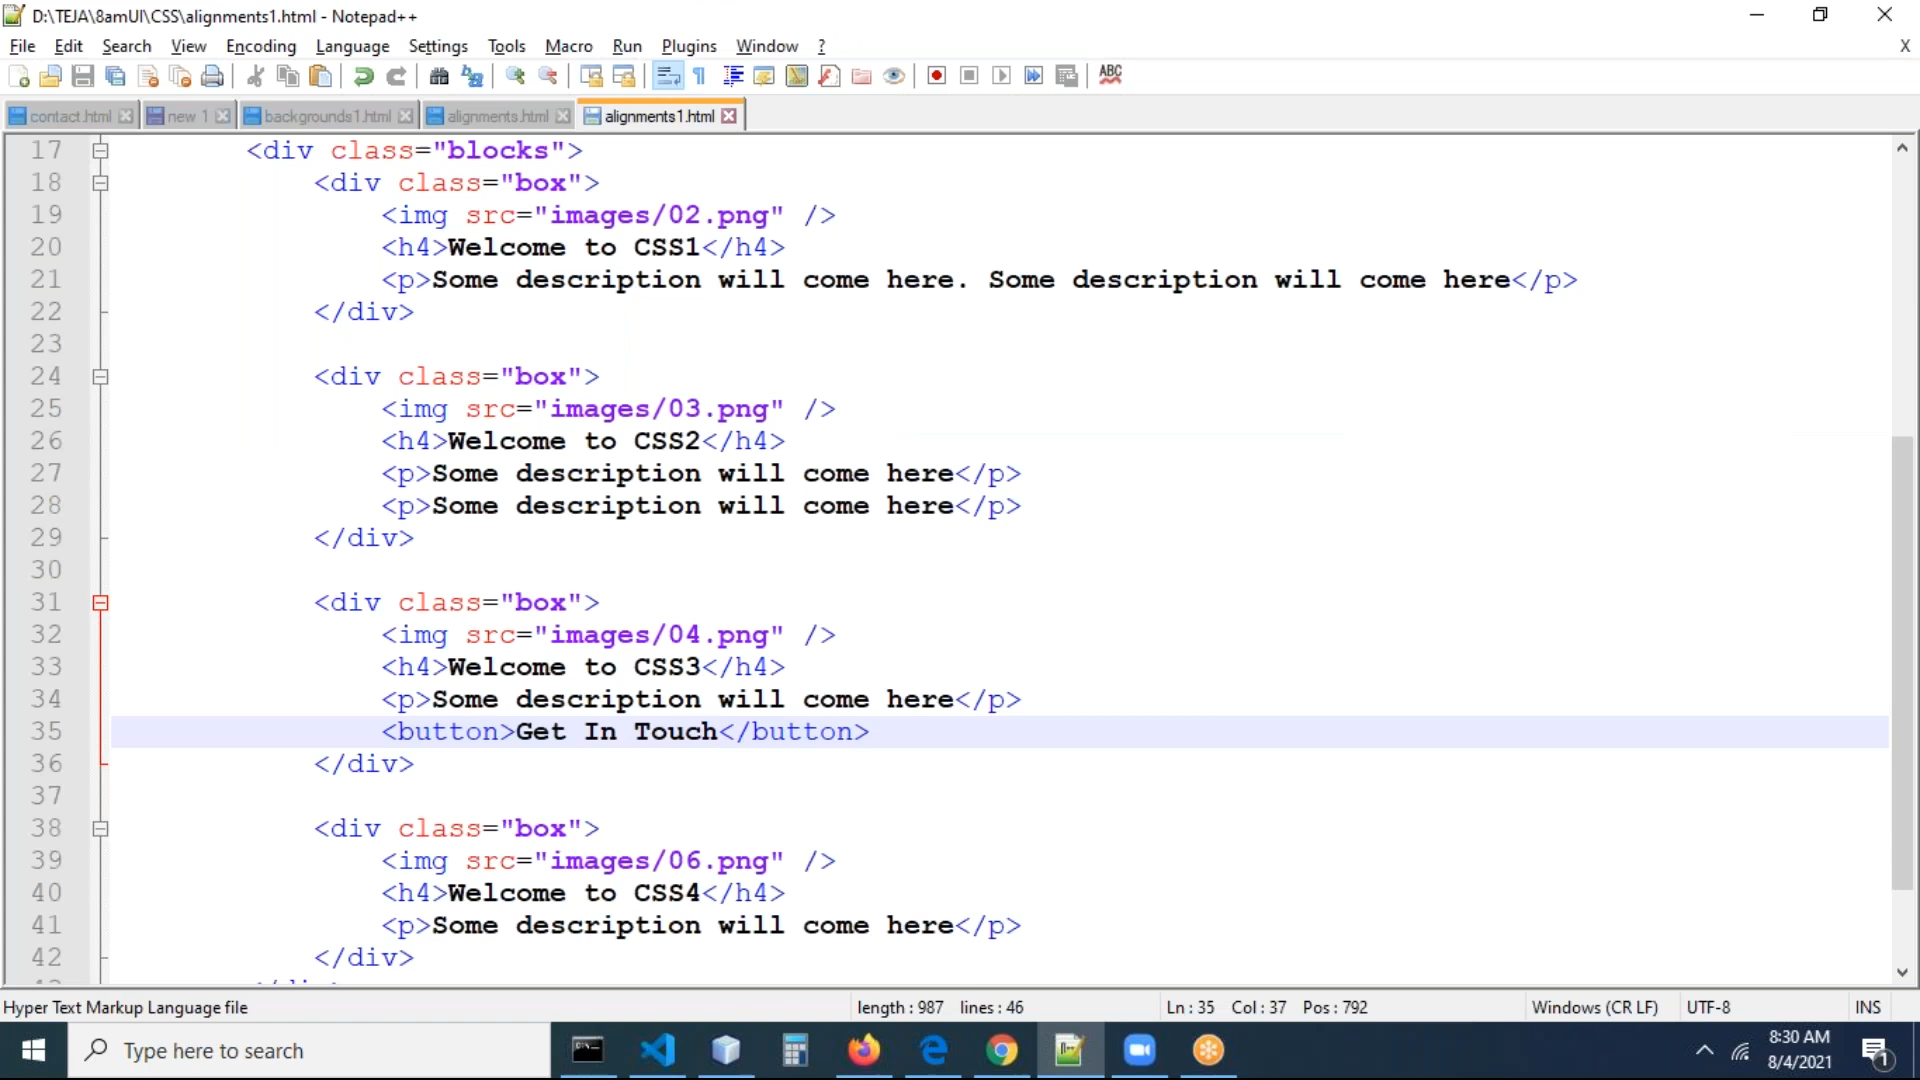 D:\TEJA\8amUI\CSS\alignments1.html - Notepad++
File Edit Search View Encoding Language Settings Tools Macro Run Plugins Window ? X
ABC
contact.html new 1 backgrounds1.html alignments.html alignments1.html
17 <div class="blocks">
18 <div class="box">
19 <img src="images/02.png" />
20 <h4>Welcome to CSS1</h4>
21 <p>Some description will come here. Some description will come here</p>
22 </div>
23
24 <div class="box">
25 <img src="images/03.png" />
26 <h4>Welcome to CSS2</h4>
27 <p>Some description will come here</p>
28 <p>Some description will come here</p>
29 </div>
30
31 <div class="box">
32 <img src="images/04.png" />
33 <h4>Welcome to CSS3</h4>
34 <p>Some description will come here</p>
35 <button>Get In Touch</button>
36 </div>
37
38 <div class="box">
39 <img src="images/06.png" />
40 <h4>Welcome to CSS4</h4>
41 <p>Some description will come here</p>
42 </div>
Hyper Text Markup Language file length : 987 lines : 46 Ln : 35 Col : 37 Pos : 792 Windows (CR LF) UTF-8 INS
Type here to search
8:30 AM
8/4/2021
1